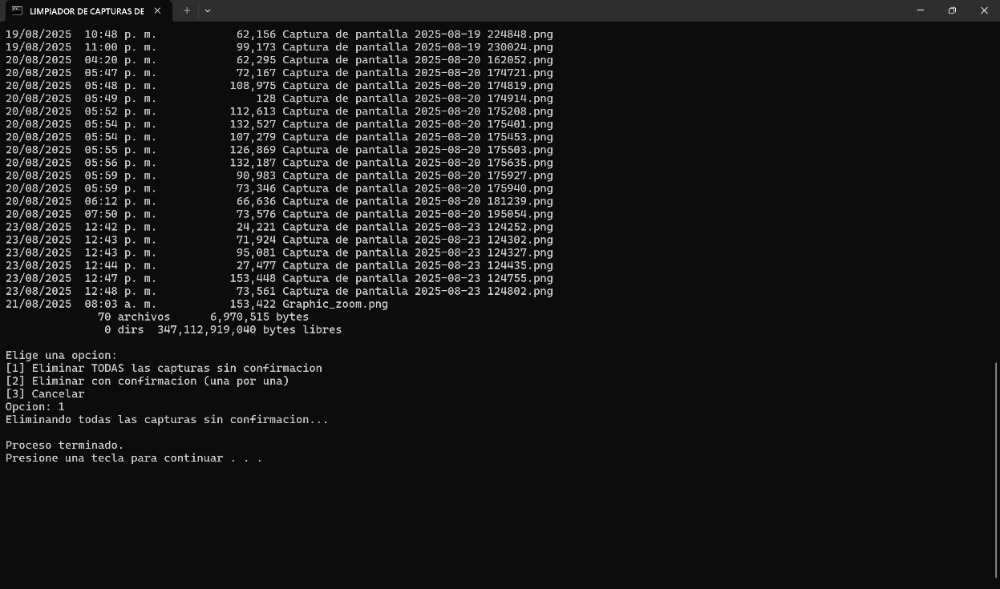 LIMPIADOR DE CAPTURAS DE
19/08/2025  10:48 p. m.            62,156 Captura de pantalla 2025-08-19 224848.png
19/08/2025  11:00 p. m.            99,173 Captura de pantalla 2025-08-19 230024.png
20/08/2025  04:20 p. m.            62,295 Captura de pantalla 2025-08-20 162052.png
20/08/2025  05:47 p. m.            72,167 Captura de pantalla 2025-08-20 174721.png
20/08/2025  05:48 p. m.           108,975 Captura de pantalla 2025-08-20 174819.png
20/08/2025  05:49 p. m.               128 Captura de pantalla 2025-08-20 174914.png
20/08/2025  05:52 p. m.           112,613 Captura de pantalla 2025-08-20 175208.png
20/08/2025  05:54 p. m.           132,527 Captura de pantalla 2025-08-20 175401.png
20/08/2025  05:54 p. m.           107,279 Captura de pantalla 2025-08-20 175453.png
20/08/2025  05:55 p. m.           126,869 Captura de pantalla 2025-08-20 175503.png
20/08/2025  05:56 p. m.           132,187 Captura de pantalla 2025-08-20 175635.png
20/08/2025  05:59 p. m.            90,983 Captura de pantalla 2025-08-20 175927.png
20/08/2025  05:59 p. m.            73,346 Captura de pantalla 2025-08-20 175940.png
20/08/2025  06:12 p. m.            66,636 Captura de pantalla 2025-08-20 181239.png
20/08/2025  07:50 p. m.            73,576 Captura de pantalla 2025-08-20 195054.png
23/08/2025  12:42 p. m.            24,221 Captura de pantalla 2025-08-23 124252.png
23/08/2025  12:43 p. m.            71,924 Captura de pantalla 2025-08-23 124302.png
23/08/2025  12:43 p. m.            95,081 Captura de pantalla 2025-08-23 124327.png
23/08/2025  12:44 p. m.            27,477 Captura de pantalla 2025-08-23 124435.png
23/08/2025  12:47 p. m.           153,448 Captura de pantalla 2025-08-23 124755.png
23/08/2025  12:48 p. m.            73,561 Captura de pantalla 2025-08-23 124802.png
21/08/2025  08:03 a. m.           153,422 Graphic_zoom.png
              70 archivos      6,970,515 bytes
               0 dirs  347,112,919,040 bytes libres
Elige una opcion:
[1] Eliminar TODAS las capturas sin confirmacion
[2] Eliminar con confirmacion (una por una)
[3] Cancelar
Opcion: 1
Eliminando todas las capturas sin confirmacion...
Proceso terminado.
Presione una tecla para continuar . . .